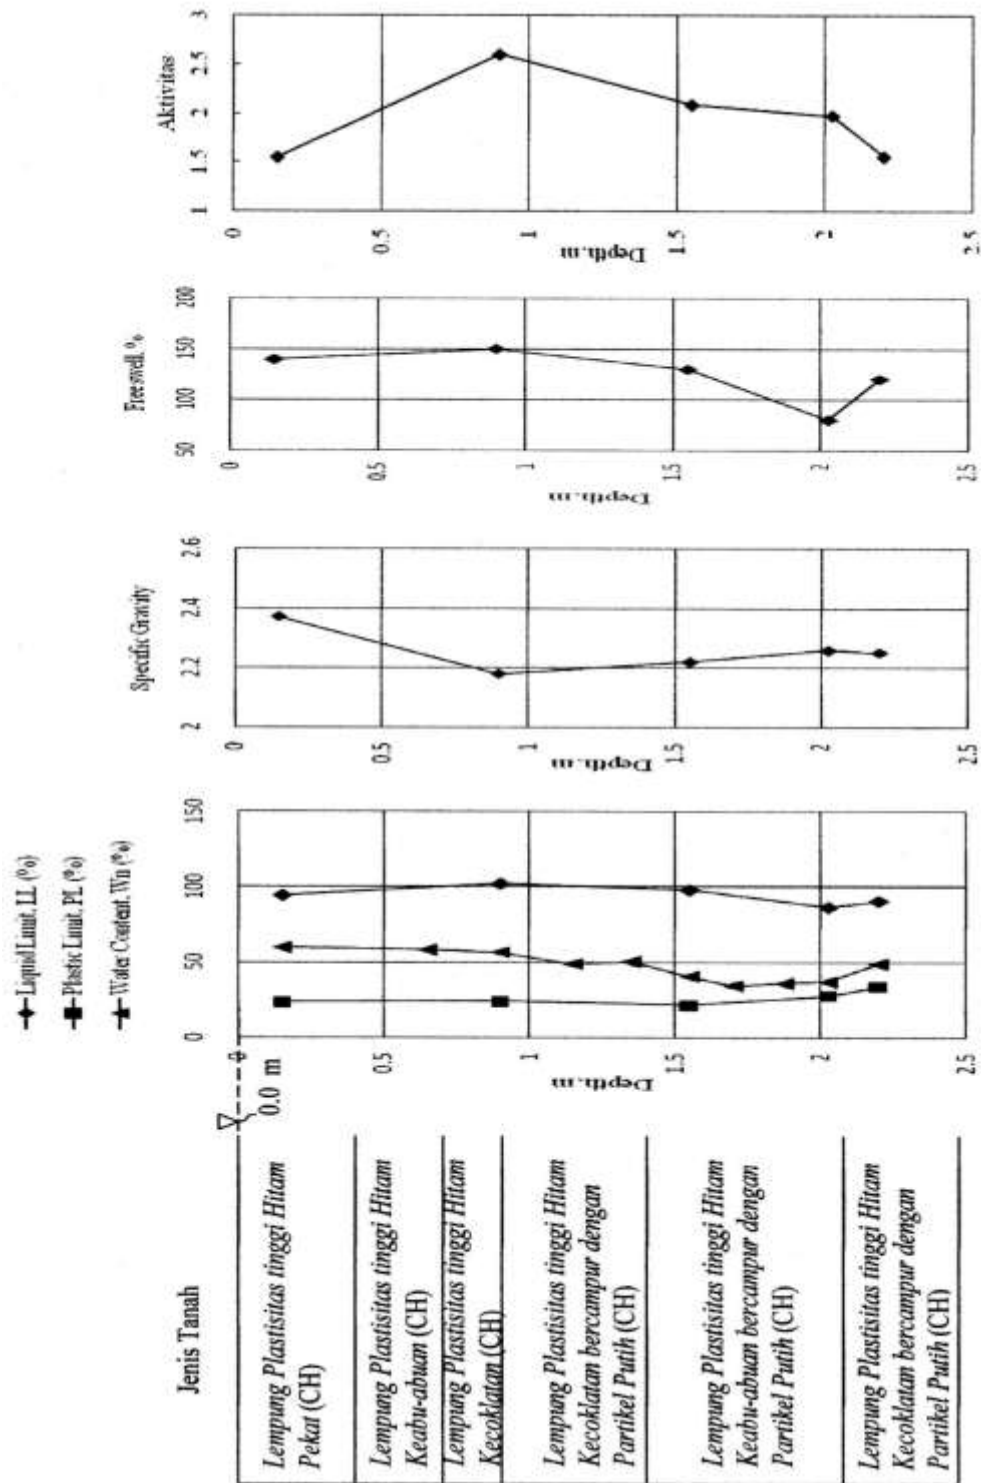 Jenis Tanah
Lempung Plastisitas tinggi Hitam
Pekat (CH)
Lempung Plastisitas tinggi Hitam
Keabu-abuan (CH)
Lempung Plastisitas tinggi Hitam
Kecoklatan (CH)
Lempung Plastisitas tinggi Hitam
Kecoklatan bercampur dengan
Partikel Putih (CH)
Lempung Plastisitas tinggi Hitam
Keabu-abuan bercampur dengan
Partikel Putih (CH)
Lempung Plastisitas tinggi Hitam
Kecoklatan bercampur dengan
Partikel Putih (CH)
0.0 m
Liquid Limit, LL (%)
Plastic Limit, PL (%)
Water Content, Wn (%)
0 50 100 150
0
0.5
1
1.5
2
2.5
Depth, m
Specific Gravity
2 2.2 2.4 2.6
0
0.5
1
1.5
2
2.5
Depth, m
Freeswell, %
50 100 150 200
0
0.5
1
1.5
2
2.5
Depth, m
Aktivitas
1 1.5 2 2.5 3
0
0.5
1
1.5
2
2.5
Depth, m